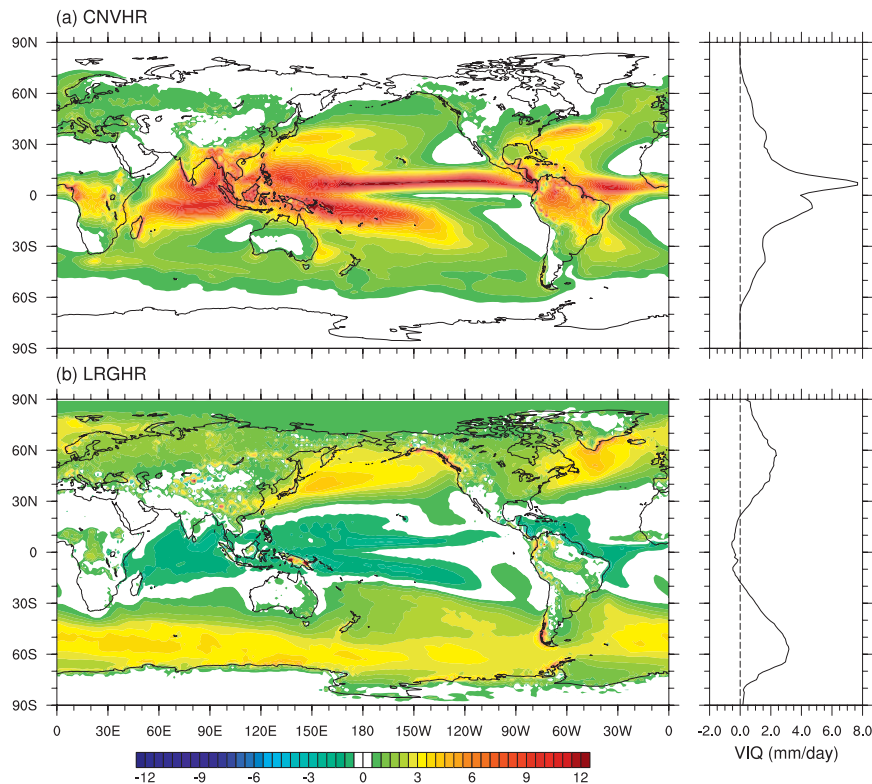 (a) CNVHR
90N
60N
30N
0
30S
60S
90S
(b) LRGHR
90N
60N
30N
0
30S
60S
90S
0 30E 60E 90E 120E 150E 180 150W 120W 90W 60W 30W 0
-2.0 0.0 2.0 4.0 6.0 8.0
VIQ (mm/day)
-12 -9 -6 -3 0 3 6 9 12